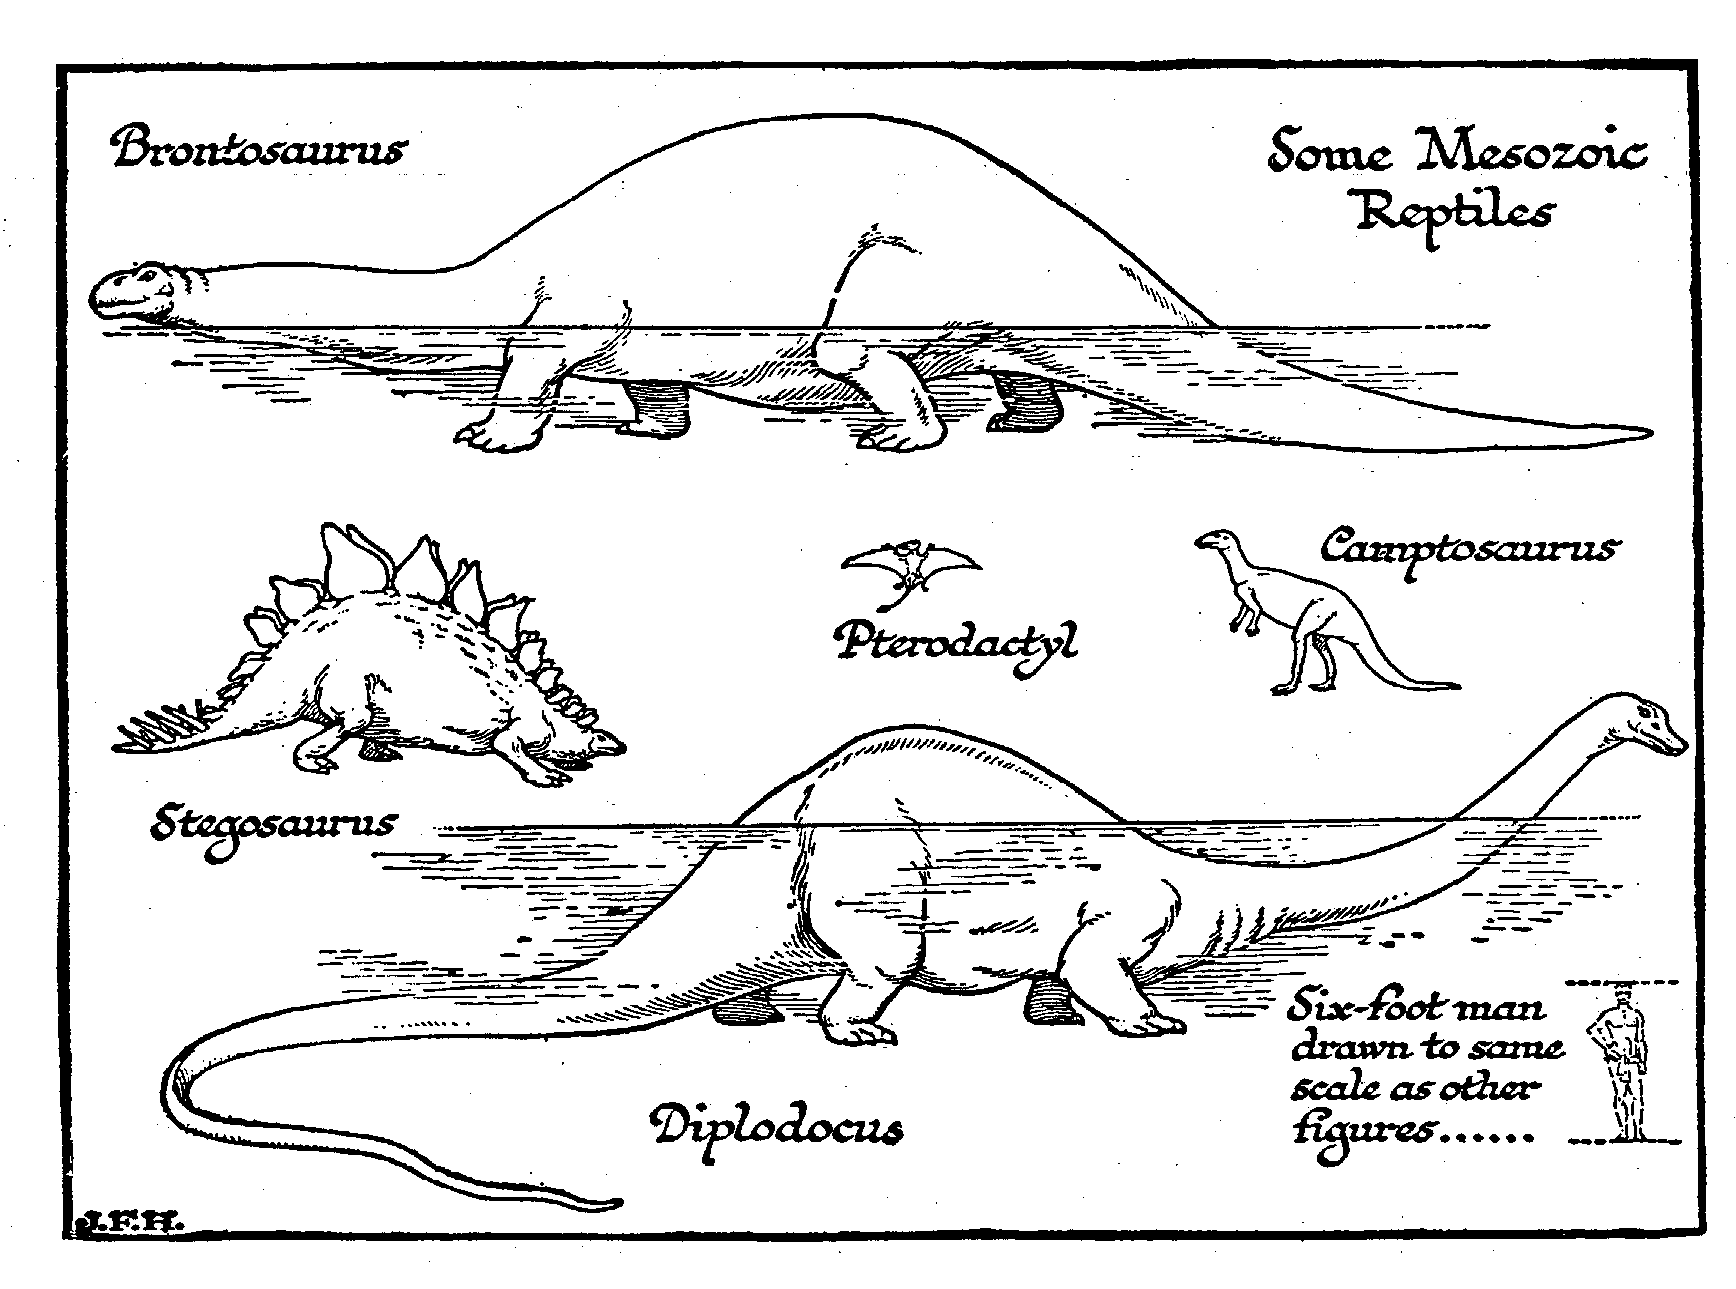 Brontosaurus
Some Mesozoic
Reptiles
Camptosaurus
Pterodactyl
Stegosaurus
Six-foot man
drawn to same
scale as other
figures......
Diplodocus
J.F.H.